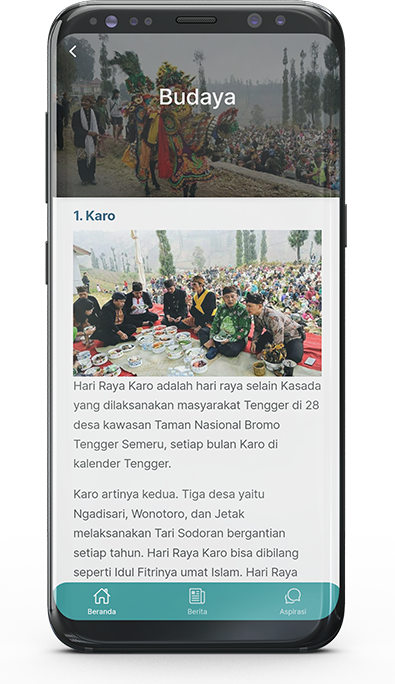 Budaya
1. Karo
Hari Raya Karo adalah hari raya selain Kasada
yang dilaksanakan masyarakat Tengger di 28
desa kawasan Taman Nasional Bromo
Tengger Semeru, setiap bulan Karo di
kalender Tengger.
Karo artinya kedua. Tiga desa yaitu
Ngadisari, Wonotoro, dan Jetak
melaksanakan Tari Sodoran bergantian
setiap tahun. Hari Raya Karo bisa dibilang
seperti Idul Fitrinya umat Islam. Hari Raya
Beranda Berita Aspirasi